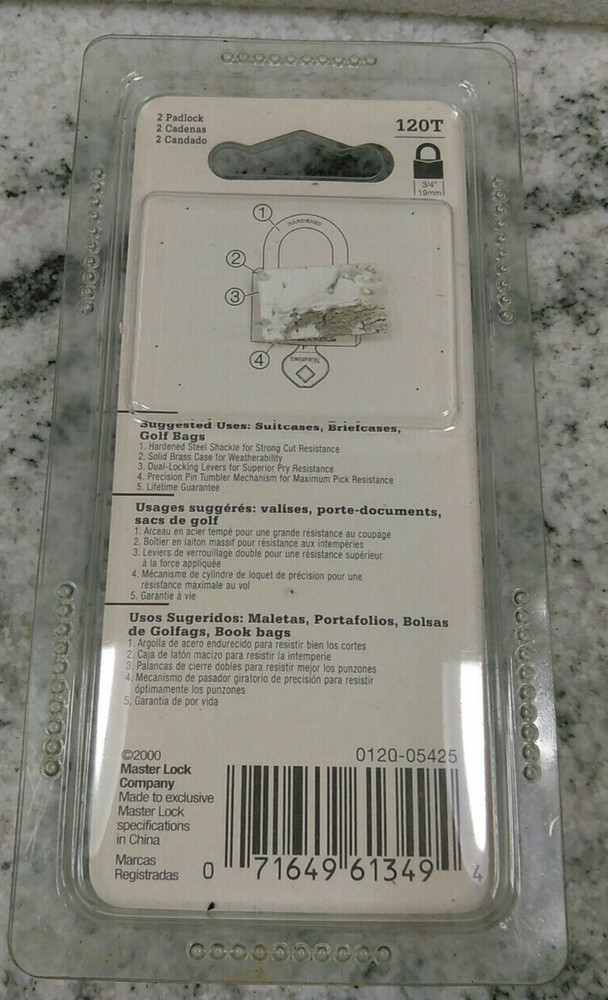 2 Padlock
2 Cadenas
2 Candado
120T
3/4"
19mm
1
HARDENED
2
3
4
Suggested Uses: Suitcases, Briefcases,
Golf Bags
1. Hardened Steel Shackle for Strong Cut Resistance
2. Solid Brass Case for Weatherability
3. Dual-Locking Levers for Superior Pry Resistance
4. Precision Pin Tumbler Mechanism for Maximum Pick Resistance
5. Lifetime Guarantee
Usages suggérés: valises, porte-documents,
sacs de golf
1. Arceau en acier tempé pour une grande résistance au coupage
2. Boîtier en laiton massif pour résistance aux intempéries
3. Leviers de verrouillage double pour une résistance supérieur
à la force appliquée
4. Mécanisme de cylindre de loquet de précision pour une
résistance maximale au vol
5. Garantie à vie
Usos Sugeridos: Maletas, Portafolios, Bolsas
de Golfags, Book bags
1. Argolla de acero endurecido para resistir bien los cortes
2. Caja de latón macizo para resistir la intemperie
3. Palancas de cierre dobles para resistir mejor los punzones
4. Mecanismo de pasador giratorio de precisión para resistir
óptimamente los punzones
5. Garantia de por vida
©2000
Master Lock
Company
Made to exclusive
Master Lock
specifications
in China
Marcas
Registradas
0120-05425
0 71649 61349 4